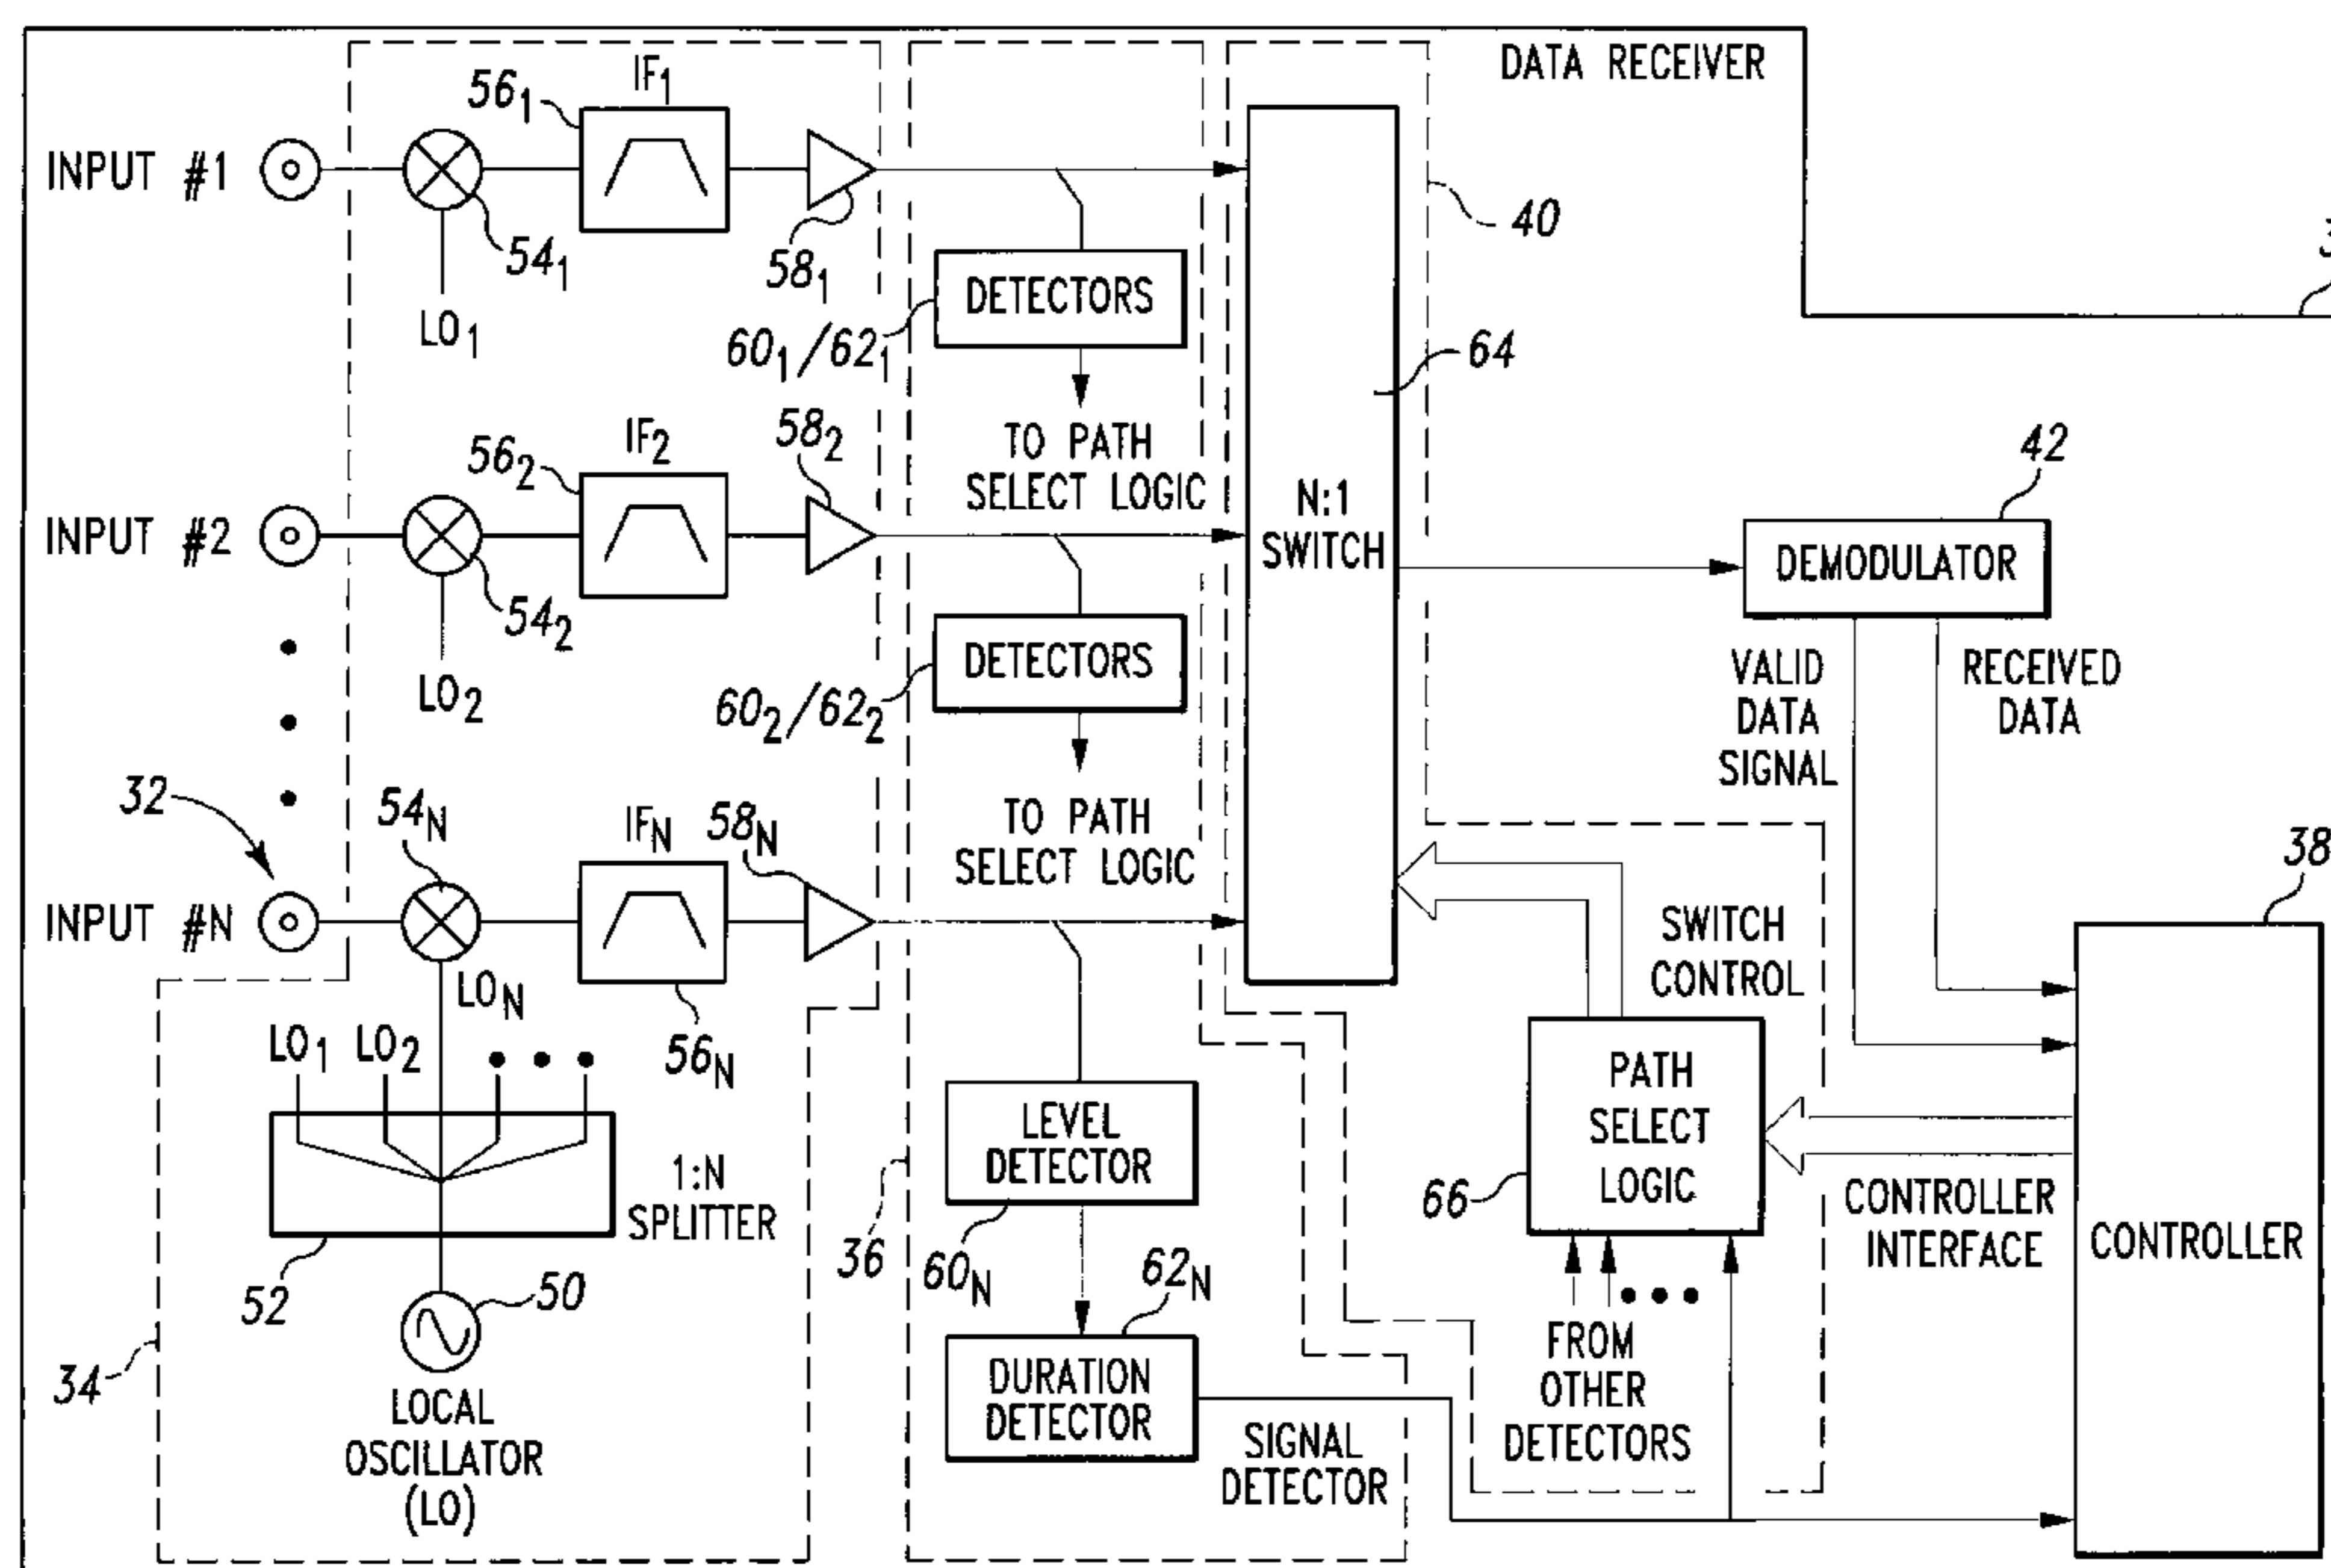 DATA RECEIVER
3
INPUT #1
56₁
IF₁
54₁
LO₁
58₁
DETECTORS
60₁/62₁
TO PATH
SELECT LOGIC
40
64
N:1
SWITCH
INPUT #2
56₂
IF₂
58₂
54₂
LO₂
DETECTORS
60₂/62₂
TO PATH
SELECT LOGIC
42
DEMODULATOR
VALID
DATA
SIGNAL
RECEIVED
DATA
32
INPUT #N
54N
IFN
58N
LON
56N
LO₁ LO₂
1:N
SPLITTER
52
50
LOCAL
OSCILLATOR
(LO)
34
36
LEVEL
DETECTOR
60N
62N
DURATION
DETECTOR
SIGNAL
DETECTOR
SWITCH
CONTROL
PATH
SELECT
LOGIC
66
FROM
OTHER
DETECTORS
CONTROLLER
INTERFACE
38
CONTROLLER